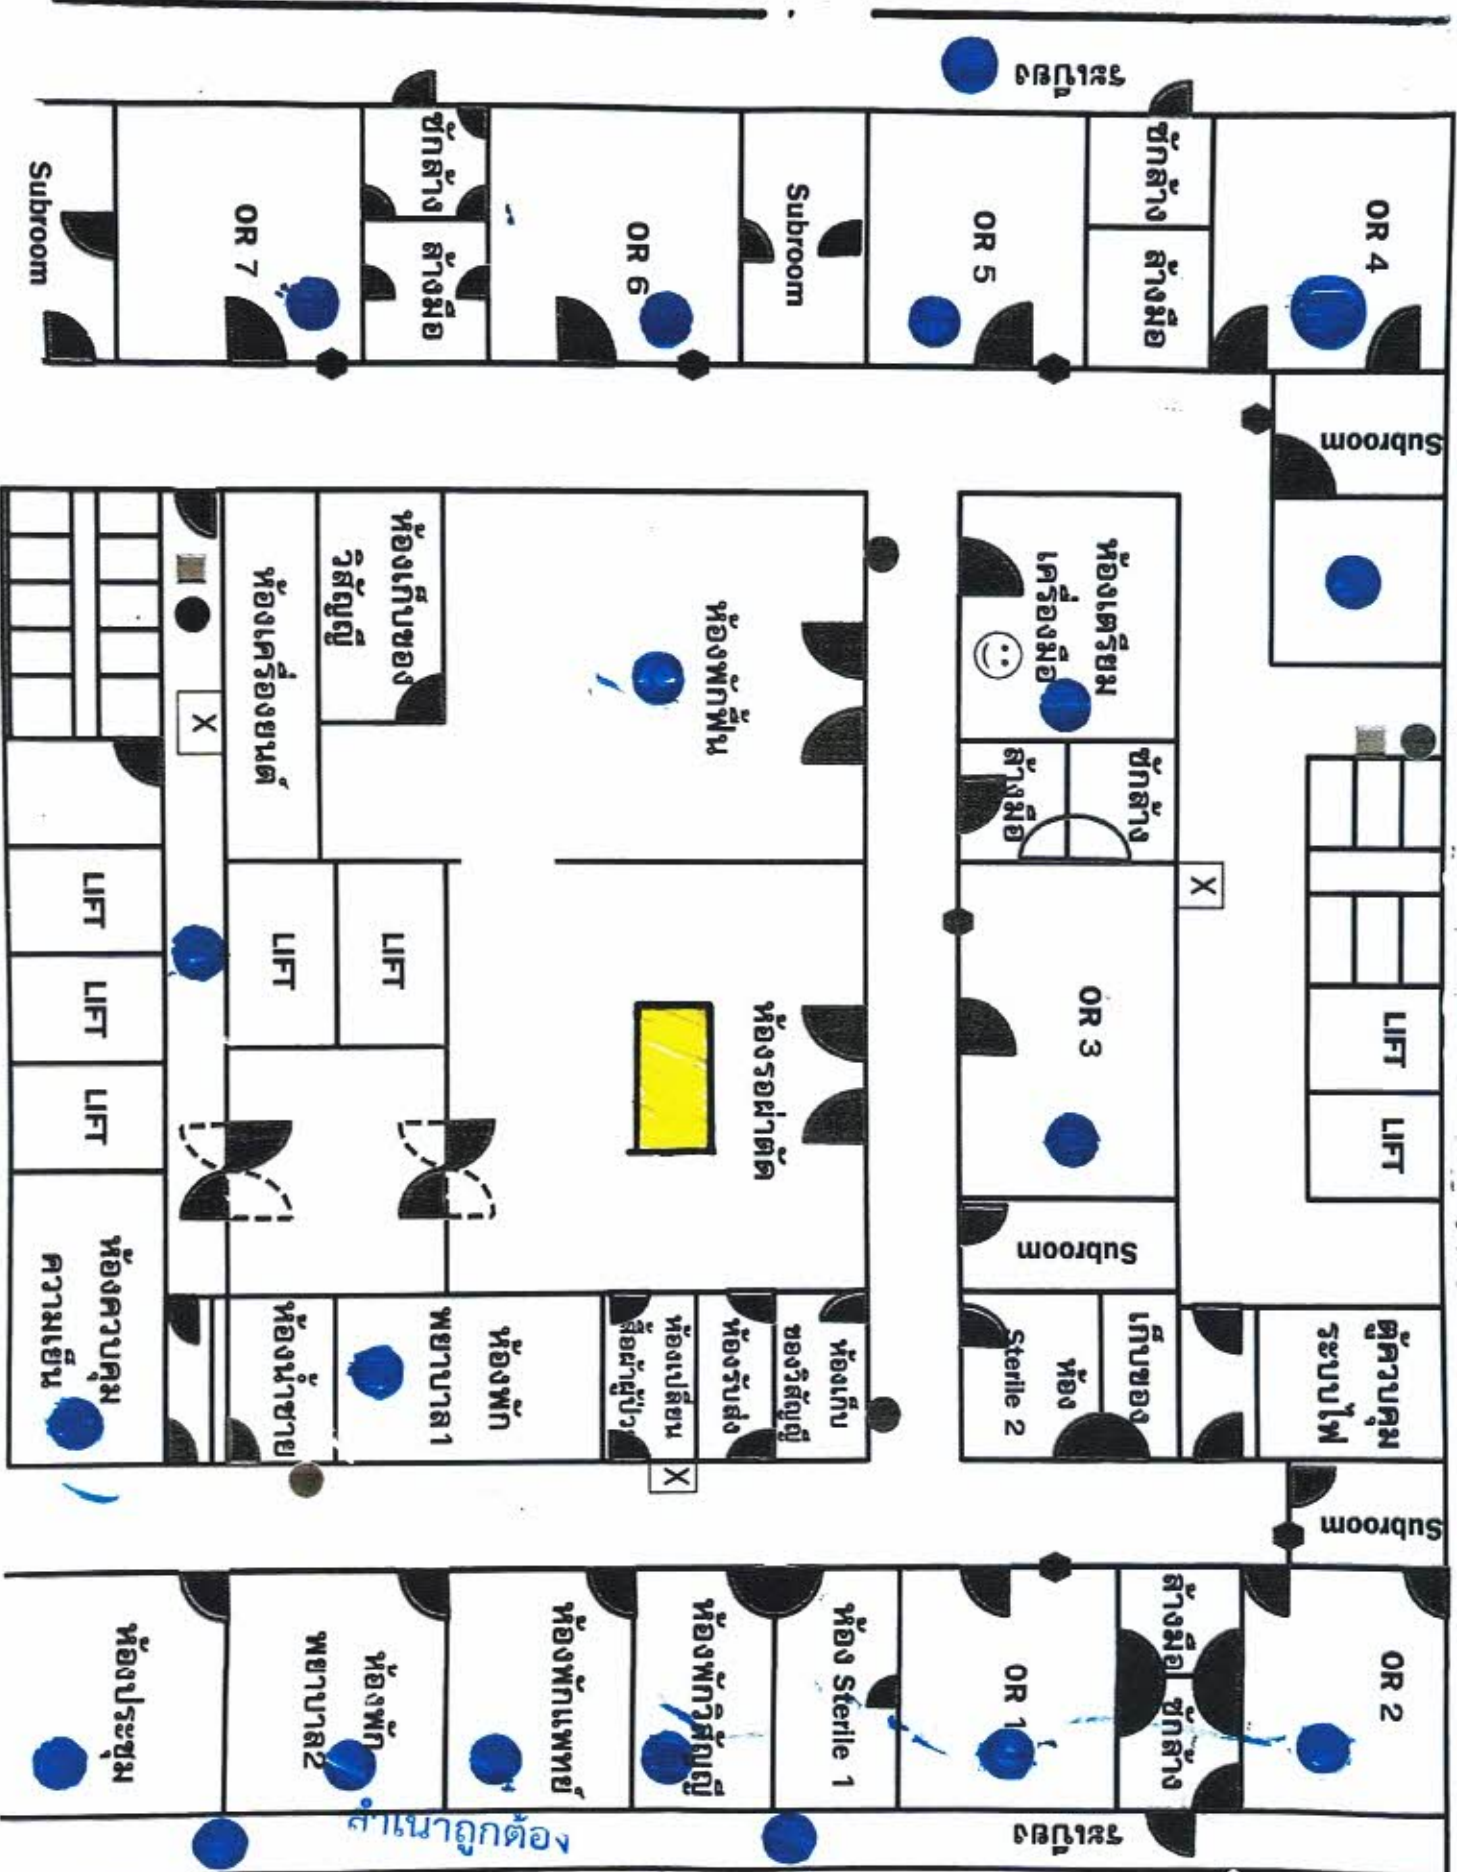 ระเบียง
Subroom
OR 7
ซักล้าง
ล้างมือ
OR 6
Subroom
OR 5
ซักล้าง
ล้างมือ
OR 4
Subroom
ห้องเครื่องยนต์
ห้องเก็บของ
วิสัญญี
ห้องพักฟื้น
ห้องเตรียม
เครื่องมือ
ล้างมือ
ซักล้าง
X
X
LIFT
LIFT
LIFT
LIFT
LIFT
ห้องรอผ่าตัด
OR 3
LIFT
LIFT
Subroom
ห้องควบคุม
ความเย็น
ห้องน้ำชาย
ห้องพัก
พยาบาล1
ห้องเปลี่ยน
เสื้อผ้าผู้ป่วย
ห้องรับส่ง
ห้องเก็บ
ของวิสัญญี
ห้อง
Sterile 2
เก็บของ
ตู้ควบคุม
ระบบไฟ
X
Subroom
ห้องประชุม
ห้องพัก
พยาบาล2
ห้องพักแพทย์
ห้องพักวิสัญญี
ห้อง Sterile 1
OR 1
ล้างมือ
ซักล้าง
OR 2
สำเนาถูกต้อง
ระเบียง